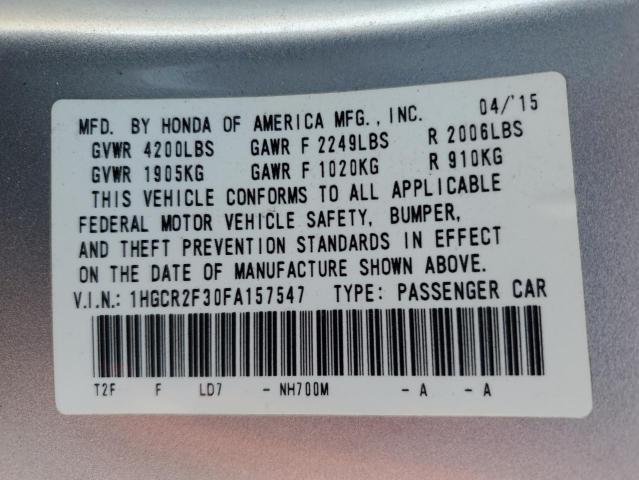 MFD. BY HONDA OF AMERICA MFG., INC. 04/'15
GVWR 4200LBS GAWR F 2249LBS R 2006LBS
GVWR 1905KG GAWR F 1020KG R 910KG
THIS VEHICLE CONFORMS TO ALL APPLICABLE
FEDERAL MOTOR VEHICLE SAFETY, BUMPER,
AND THEFT PREVENTION STANDARDS IN EFFECT
ON THE DATE OF MANUFACTURE SHOWN ABOVE.
V.I.N.: 1HGCR2F30FA157547 TYPE: PASSENGER CAR
T2F F LD7 - NH700M - A - A